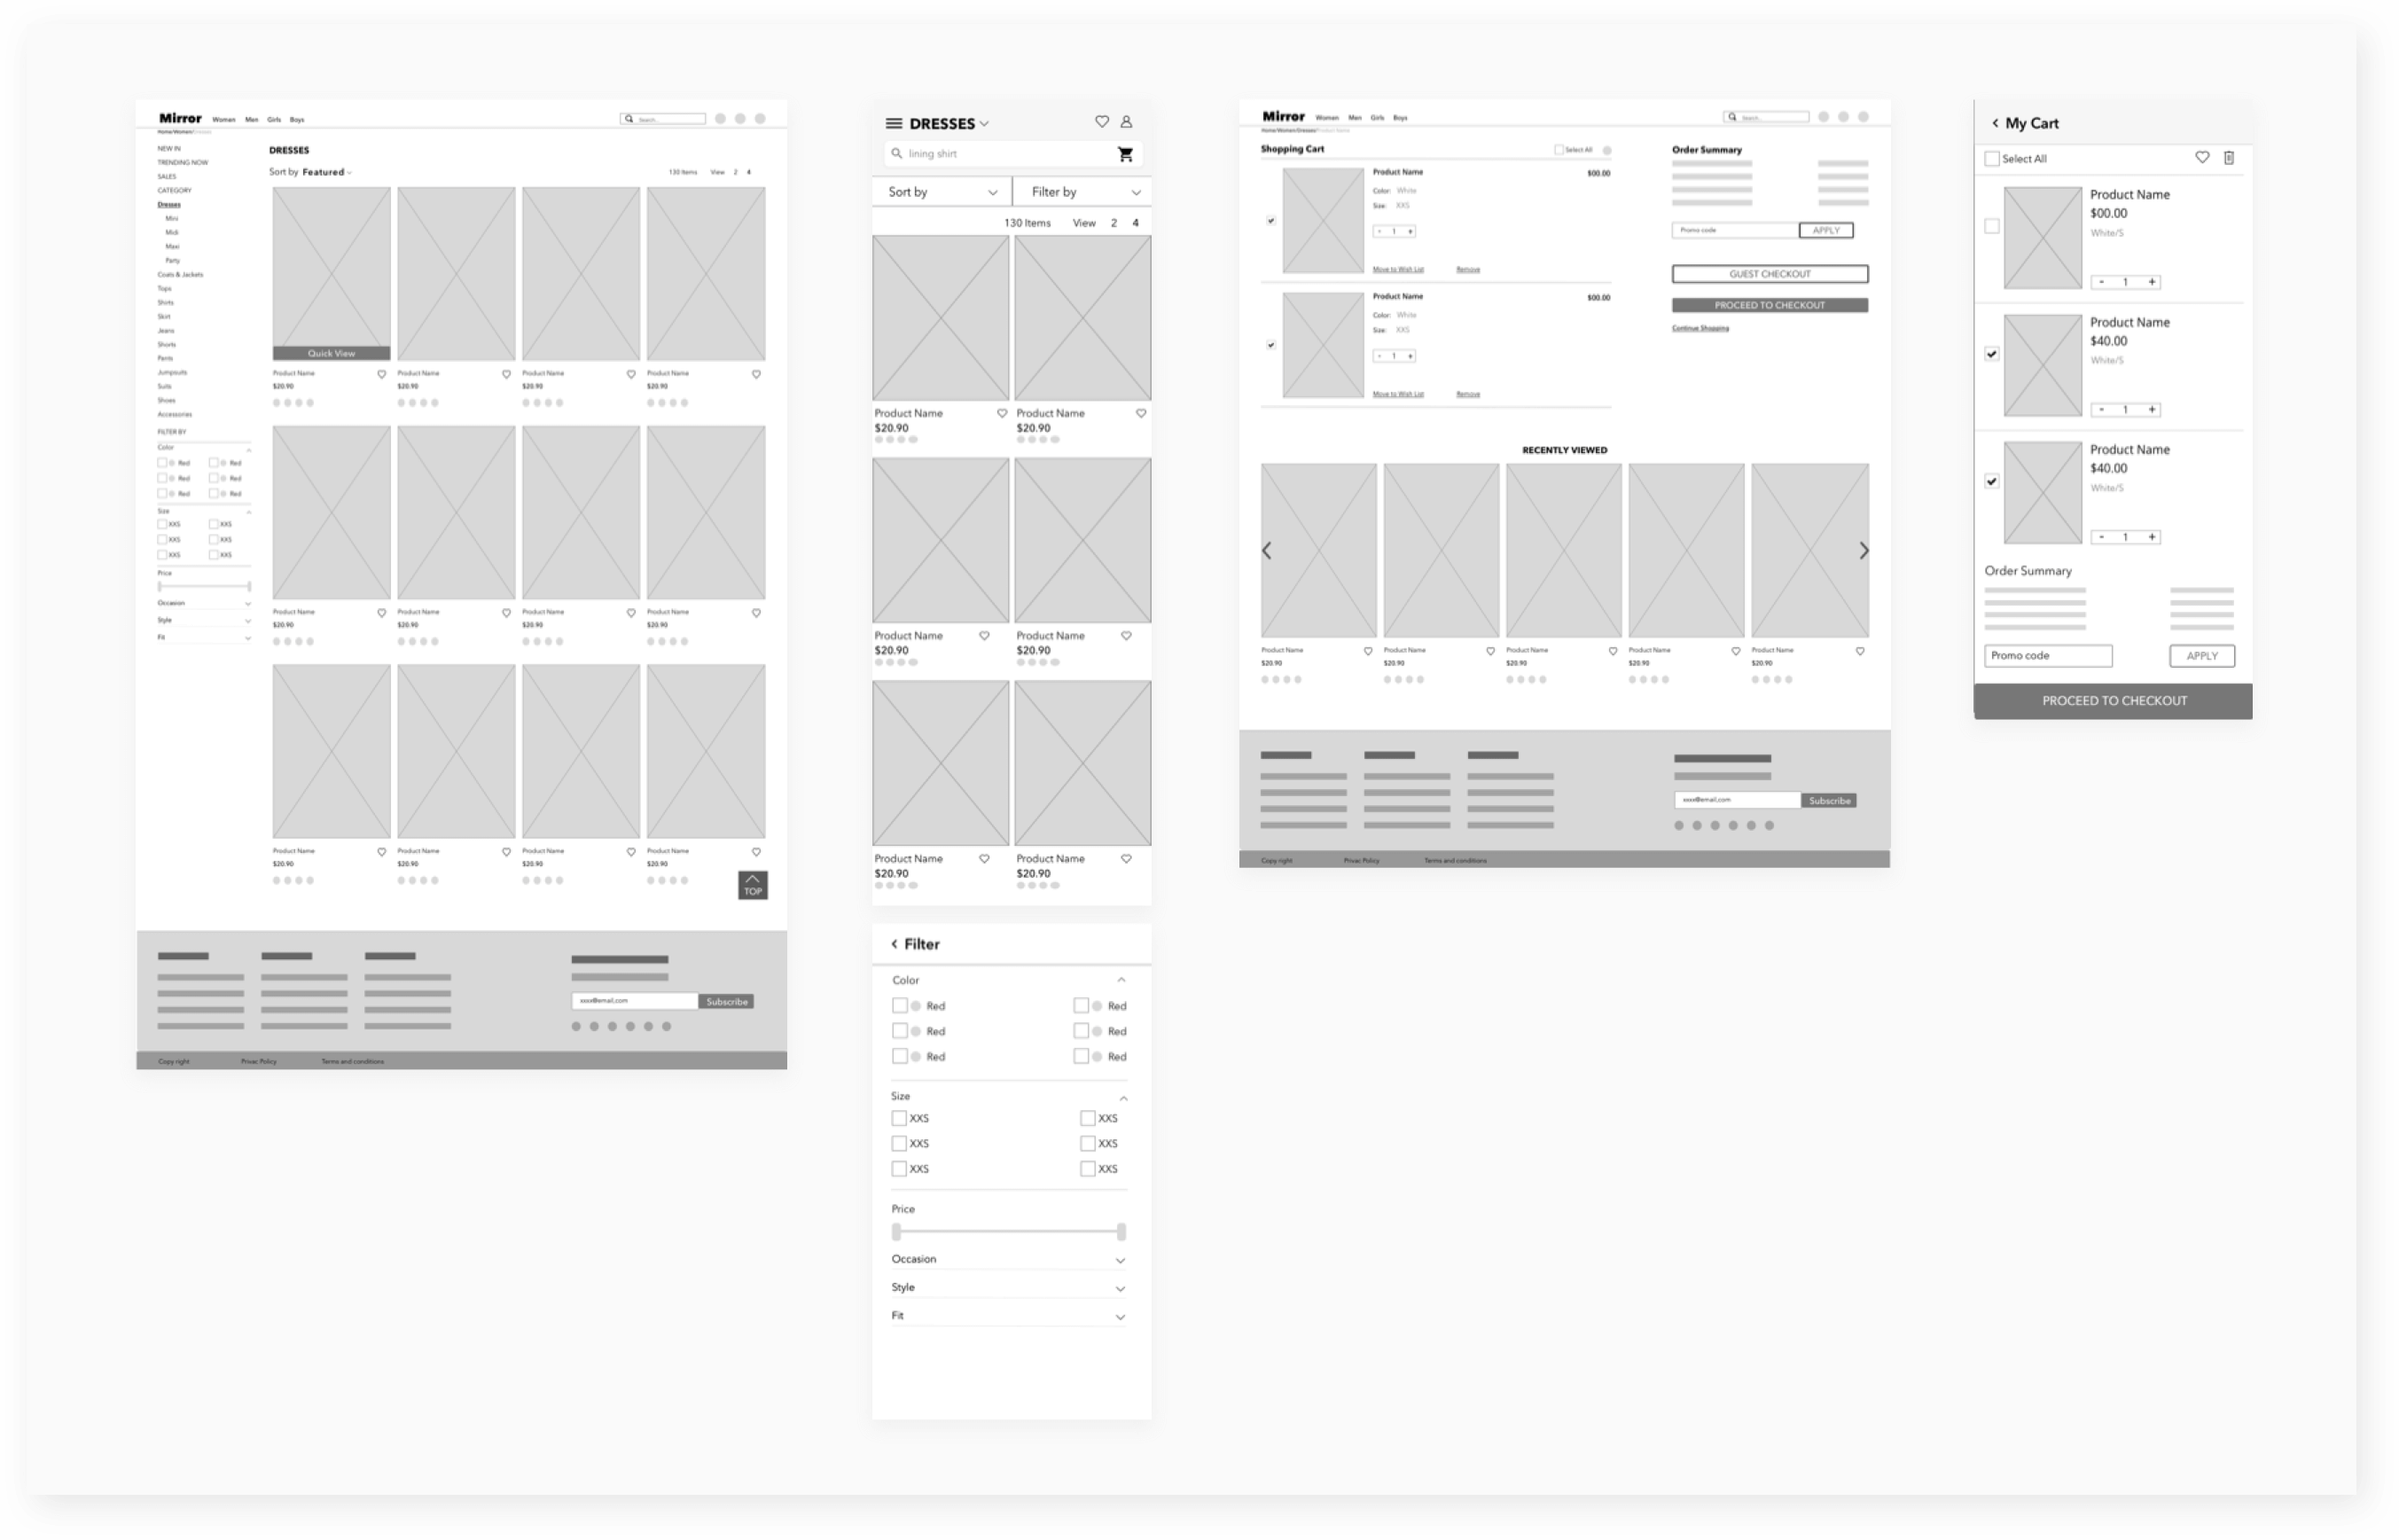 Mirror Women Men Girls Boys Search...
Home/Women/Dresses
NEW IN
TRENDING NOW
SALES
CATEGORY
Dresses
Mini
Midi
Maxi
Party
Coats & Jackets
Tops
Shirts
Skirt
Jeans
Shorts
Pants
Jumpsuits
Suits
Shoes
Accessories
FILTER BY
Color
Red Red
Red Red
Red Red
Size
XXS XXS
XXS XXS
XXS XXS
Price
Occasion
Style
Fit
DRESSES
Sort by Featured 130 Items View 2 4
Quick View
Product Name Product Name Product Name Product Name
$20.90 $20.90 $20.90 $20.90
Product Name Product Name Product Name Product Name
$20.90 $20.90 $20.90 $20.90
Product Name Product Name Product Name Product Name
$20.90 $20.90 $20.90 $20.90
TOP
xxxx@email.com Subscribe
Copy right Privac Policy Terms and conditions
DRESSES
lining shirt
Sort by Filter by
130 Items View 2 4
Product Name Product Name
$20.90 $20.90
Product Name Product Name
$20.90 $20.90
Product Name Product Name
$20.90 $20.90
< Filter
Color
Red Red
Red Red
Red Red
Size
XXS XXS
XXS XXS
XXS XXS
Price
Occasion
Style
Fit
Mirror Women Men Girls Boys Search...
Home/Women/Dresses/Product Name
Shopping Cart Select All
Product Name $00.00
Color: White
Size: XXS
- 1 +
Move to Wish List Remove
Product Name $00.00
Color: White
Size: XXS
- 1 +
Move to Wish List Remove
Order Summary
Promo code APPLY
GUEST CHECKOUT
PROCEED TO CHECKOUT
Continue Shopping
RECENTLY VIEWED
Product Name Product Name Product Name Product Name Product Name
$20.90 $20.90 $20.90 $20.90 $20.90
xxxx@email.com Subscribe
Copy right Privac Policy Terms and conditions
< My Cart
Select All
Product Name
$00.00
White/S
- 1 +
Product Name
$40.00
White/S
- 1 +
Product Name
$40.00
White/S
- 1 +
Order Summary
Promo code APPLY
PROCEED TO CHECKOUT